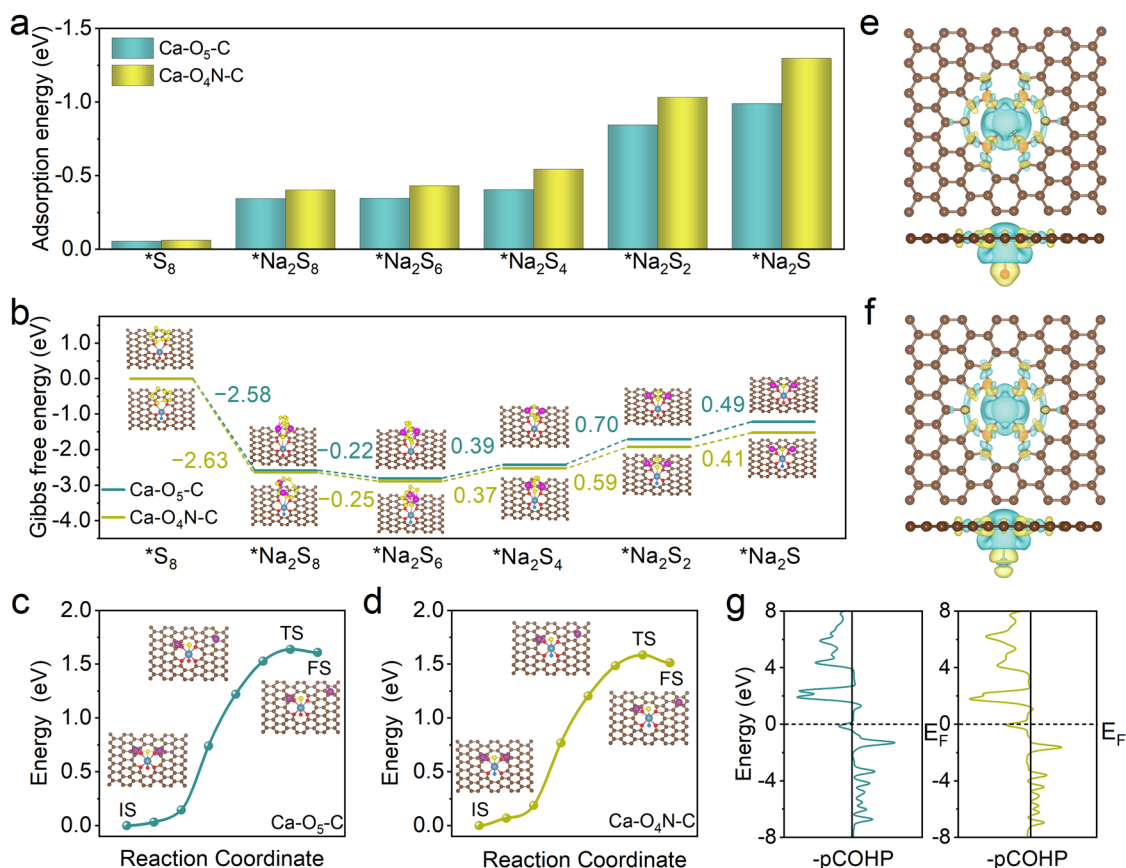 a
Adsorption energy (eV)
-1.5
-1.0
-0.5
0.0
Ca-O₅-C
Ca-O₄N-C
*S₈
*Na₂S₈
*Na₂S₆
*Na₂S₄
*Na₂S₂
*Na₂S
b
Gibbs free energy (eV)
1.0
0.0
-1.0
-2.0
-3.0
-4.0
−2.58
−0.22
0.39
0.70
0.49
−2.63
−0.25
0.37
0.59
0.41
Ca-O₅-C
Ca-O₄N-C
*S₈
*Na₂S₈
*Na₂S₆
*Na₂S₄
*Na₂S₂
*Na₂S
c
Energy (eV)
2.0
1.5
1.0
0.5
0.0
IS
TS
FS
Ca-O₅-C
Reaction Coordinate
d
Energy (eV)
2.0
1.5
1.0
0.5
0.0
IS
TS
FS
Ca-O₄N-C
Reaction Coordinate
e
f
g
Energy (eV)
8
4
0
-4
-8
E_F
-pCOHP
8
4
0
-4
-8
E_F
-pCOHP